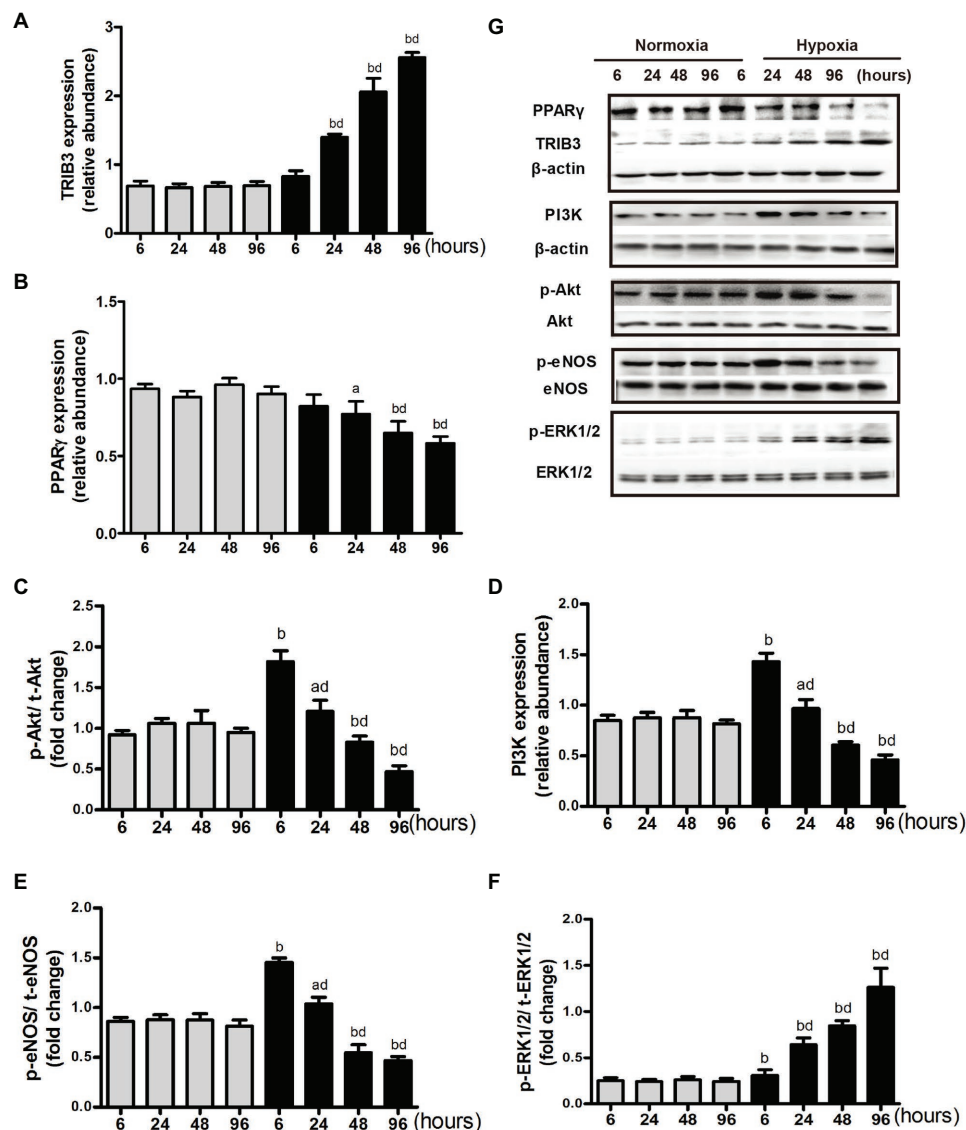 A
TRIB3 expression
(relative abundance)
3
2
1
0
bd
bd
bd
6 24 48 96 6 24 48 96 (hours)
B
PPARγ expression
(relative abundance)
1.5
1.0
0.5
0.0
a
bd
bd
6 24 48 96 6 24 48 96
G
Normoxia Hypoxia
6 24 48 96 6 24 48 96 (hours)
PPARγ
TRIB3
β-actin
PI3K
β-actin
p-Akt
Akt
p-eNOS
eNOS
p-ERK1/2
ERK1/2
C
p-Akt/ t-Akt
(fold change)
2.5
2.0
1.5
1.0
0.5
0.0
b
ad
bd
bd
6 24 48 96 6 24 48 96 (hours)
D
PI3K expression
(relative abundance)
2.0
1.5
1.0
0.5
0.0
b
ad
bd
bd
6 24 48 96 6 24 48 96 (hours)
E
p-eNOS/ t-eNOS
(fold change)
2.0
1.5
1.0
0.5
0.0
b
ad
bd
bd
6 24 48 96 6 24 48 96 (hours)
F
p-ERK1/2/ t-ERK1/2
(fold change)
2.0
1.5
1.0
0.5
0.0
b
bd
bd
bd
6 24 48 96 6 24 48 96 (hours)